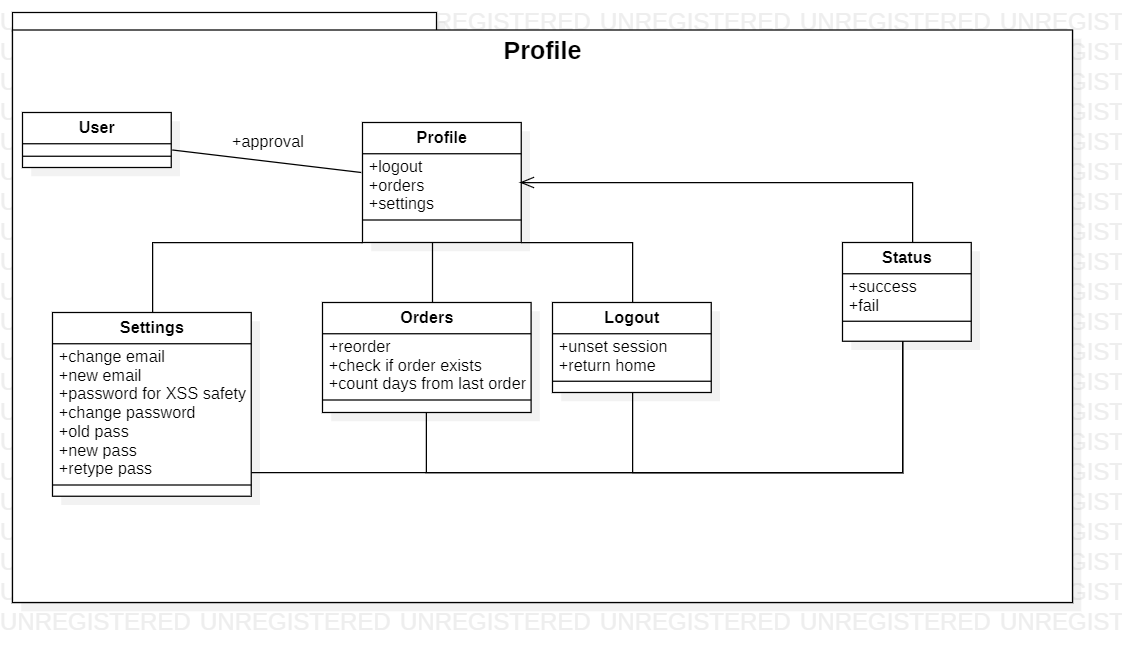 UNREGISTERED UNREGISTERED UNREGISTERED UNREGIST
Profile
User
+approval
Profile
+logout
+orders
+settings
Status
+success
+fail
Settings
+change email
+new email
+password for XSS safety
+change password
+old pass
+new pass
+retype pass
Orders
+reorder
+check if order exists
+count days from last order
Logout
+unset session
+return home
UNREGISTERED UNREGISTERED UNREGISTERED UNREGISTERED UNREGISTERED UNREGIST